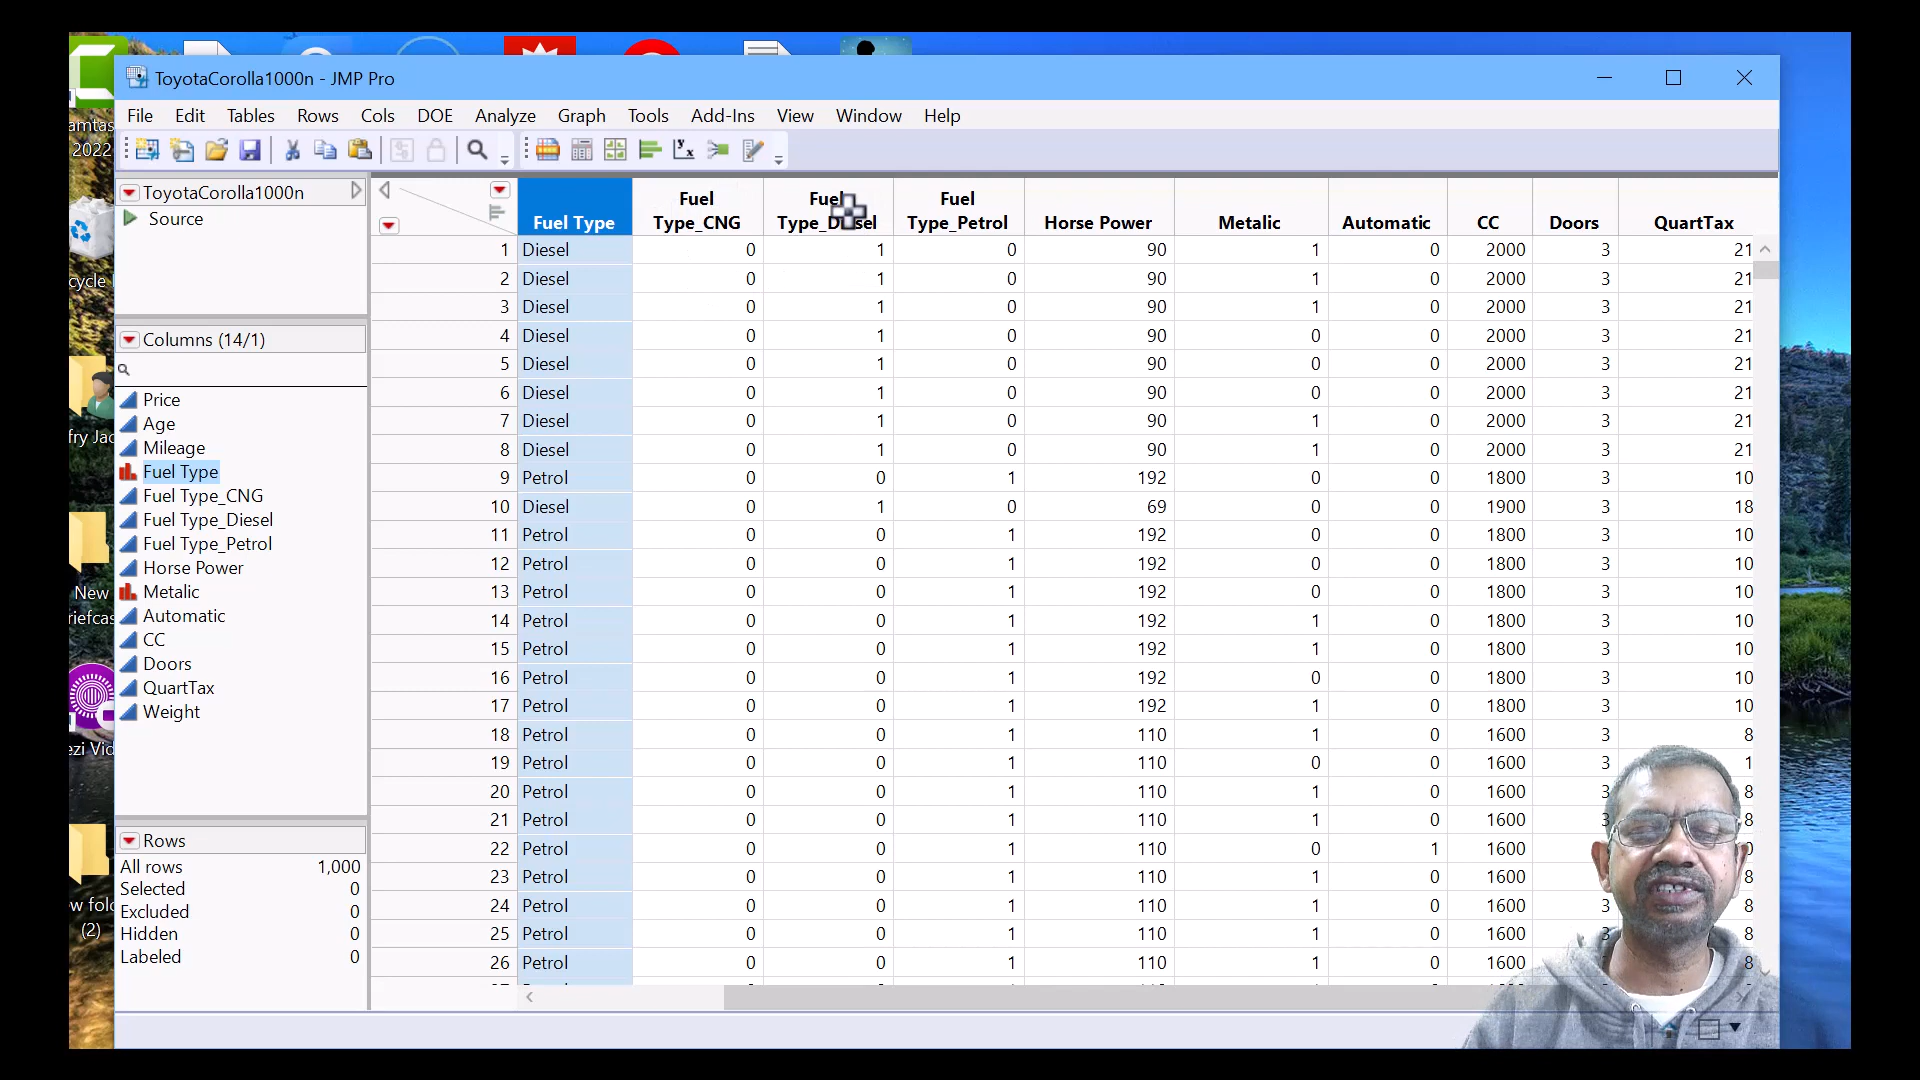 ToyotaCorolla1000n - JMP Pro
File Edit Tables Rows Cols DOE Analyze Graph Tools Add-Ins View Window Help
2022
ToyotaCorolla1000n
Source
Columns (14/1)
Price
Age
Mileage
Fuel Type
Fuel Type_CNG
Fuel Type_Diesel
Fuel Type_Petrol
Horse Power
Metalic
Automatic
CC
Doors
QuartTax
Weight
Rows
All rows 1,000
Selected 0
Excluded 0
Hidden 0
Labeled 0
New
(2)
Fuel Type Fuel Type_CNG Fuel Type_Diesel Fuel Type_Petrol Horse Power Metalic Automatic CC Doors QuartTax
1 Diesel 0 1 0 90 1 0 2000 3 21
2 Diesel 0 1 0 90 1 0 2000 3 21
3 Diesel 0 1 0 90 1 0 2000 3 21
4 Diesel 0 1 0 90 0 0 2000 3 21
5 Diesel 0 1 0 90 0 0 2000 3 21
6 Diesel 0 1 0 90 0 0 2000 3 21
7 Diesel 0 1 0 90 1 0 2000 3 21
8 Diesel 0 1 0 90 1 0 2000 3 21
9 Petrol 0 0 1 192 0 0 1800 3 10
10 Diesel 0 1 0 69 0 0 1900 3 18
11 Petrol 0 0 1 192 0 0 1800 3 10
12 Petrol 0 0 1 192 0 0 1800 3 10
13 Petrol 0 0 1 192 0 0 1800 3 10
14 Petrol 0 0 1 192 1 0 1800 3 10
15 Petrol 0 0 1 192 1 0 1800 3 10
16 Petrol 0 0 1 192 0 0 1800 3 10
17 Petrol 0 0 1 192 1 0 1800 3 10
18 Petrol 0 0 1 110 1 0 1600 3 8
19 Petrol 0 0 1 110 0 0 1600 3 1
20 Petrol 0 0 1 110 1 0 1600 3 8
21 Petrol 0 0 1 110 1 0 1600 3 8
22 Petrol 0 0 1 110 0 1 1600
23 Petrol 0 0 1 110 1 0 1600 8
24 Petrol 0 0 1 110 1 0 1600 3 8
25 Petrol 0 0 1 110 1 0 1600 3 8
26 Petrol 0 0 1 110 1 0 1600 8